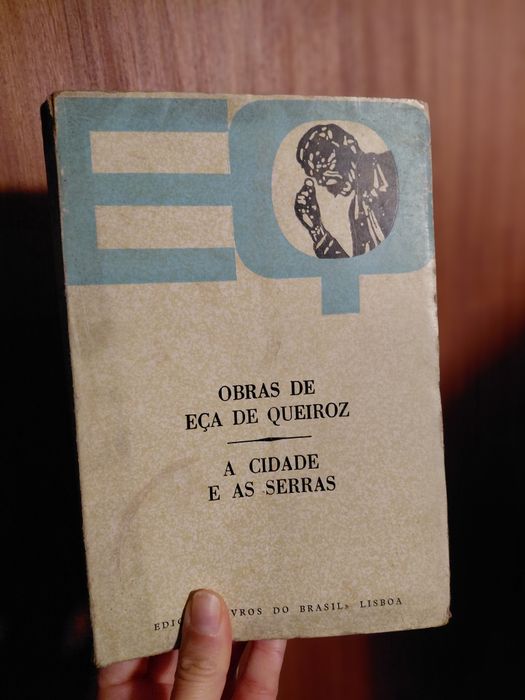 EQ
OBRAS DE
EÇA DE QUEIROZ
A CIDADE
E AS SERRAS
DO BRASIL» LISBOA